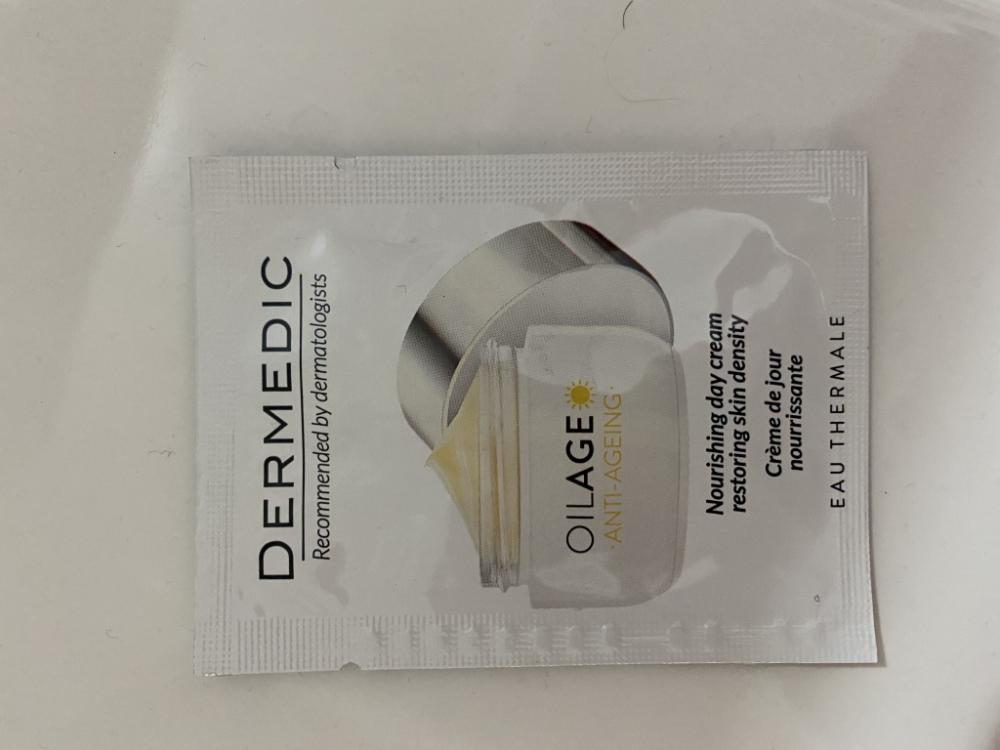 DERMEDIC
Recommended by dermatologists
OILAGE
·ANTI-AGEING·
Nourishing day cream
restoring skin density
Crème de jour
nourrissante
EAU THERMALE